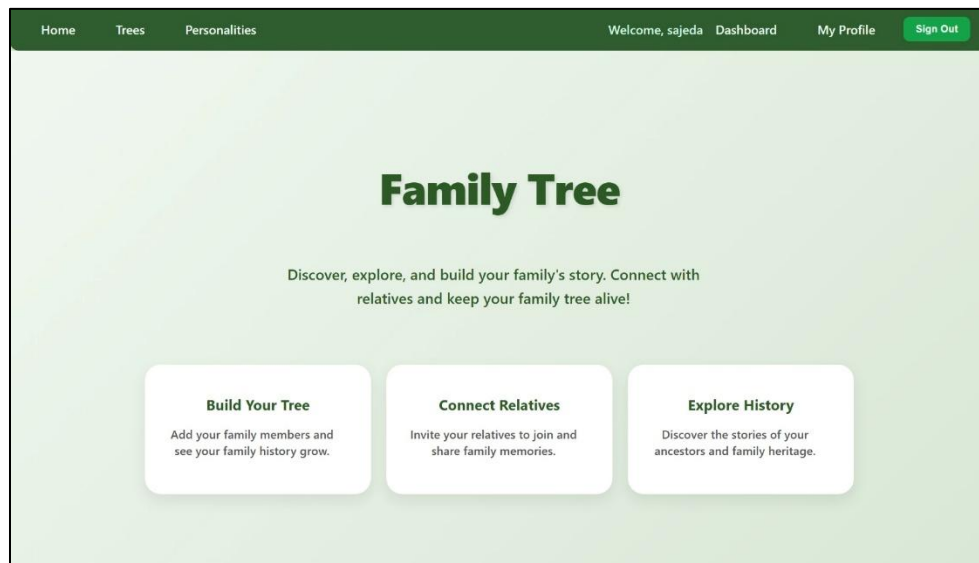 Home Trees Personalities Welcome, sajeda Dashboard My Profile Sign Out
Family Tree
Discover, explore, and build your family's story. Connect with
relatives and keep your family tree alive!
Build Your Tree
Add your family members and
see your family history grow.
Connect Relatives
Invite your relatives to join and
share family memories.
Explore History
Discover the stories of your
ancestors and family heritage.